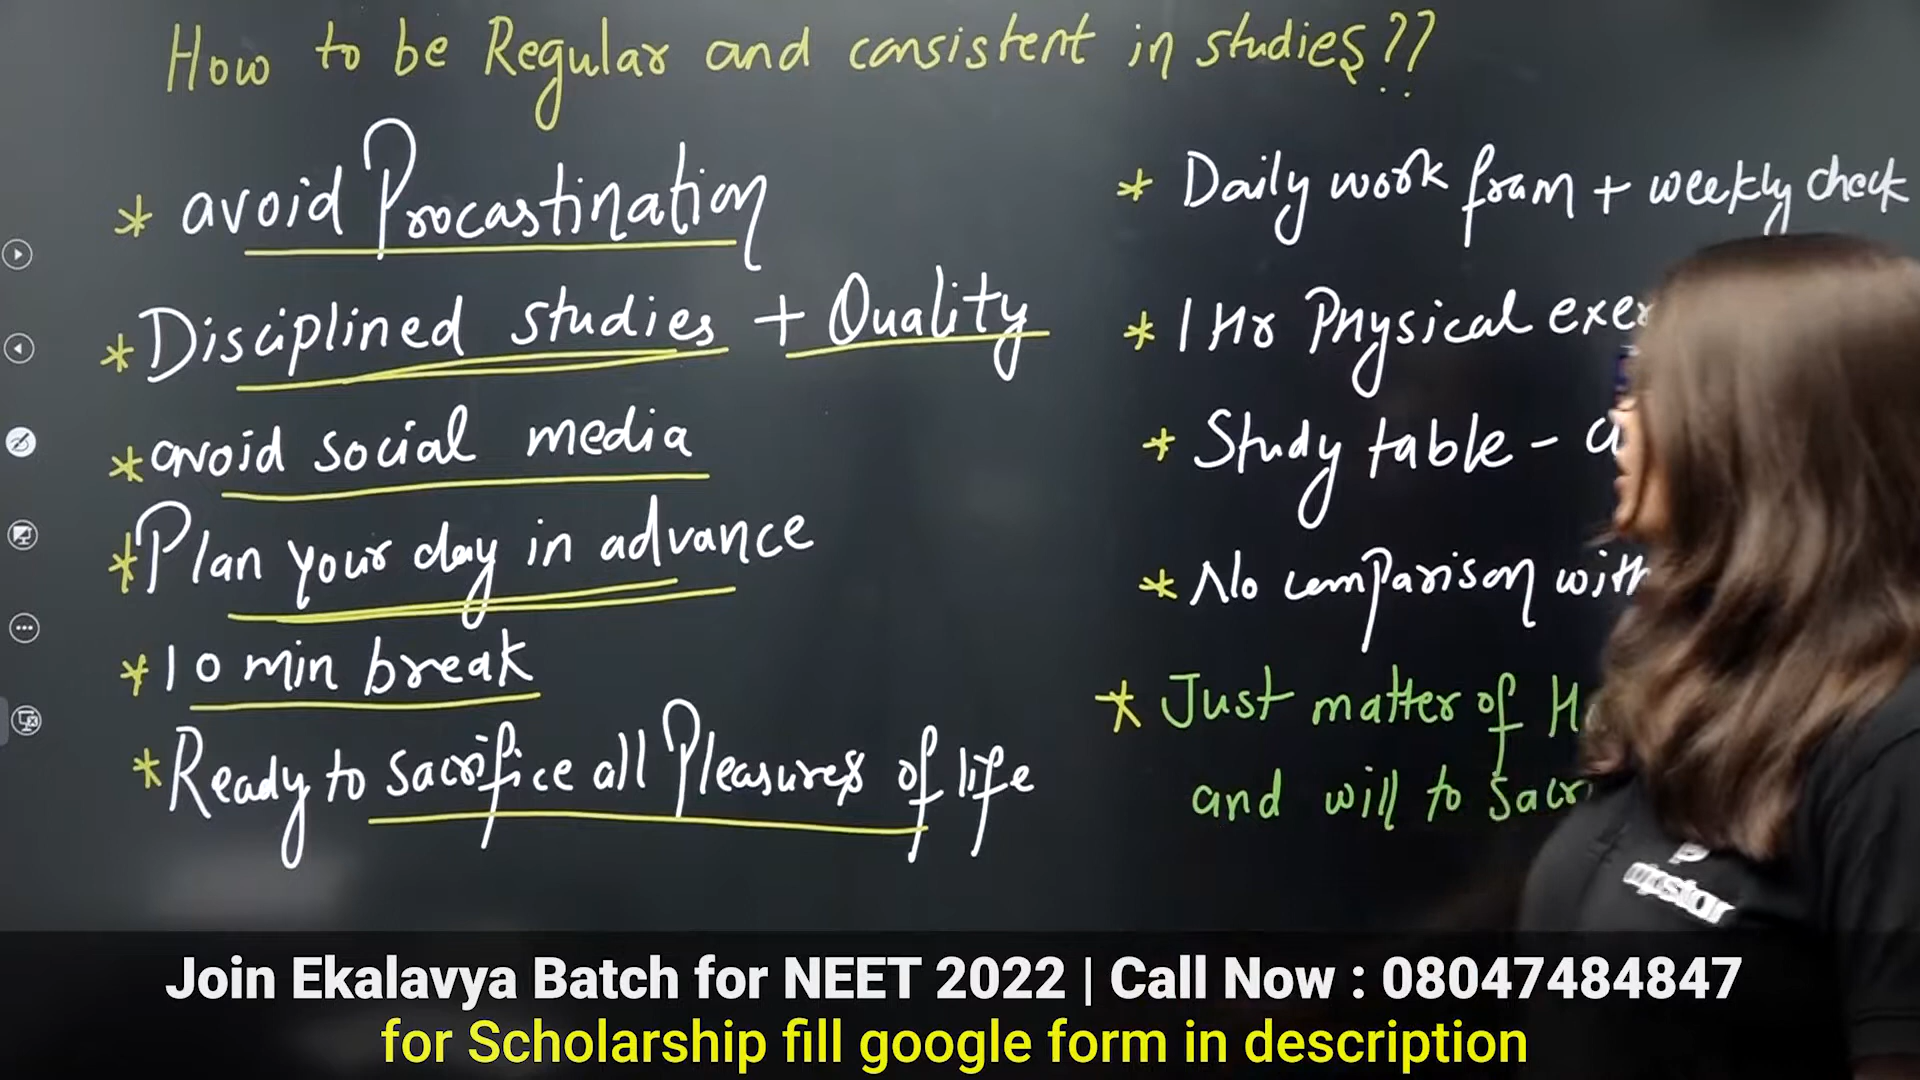 How to be Regular and consistent in studies??
* avoid Procastination
* Disciplined studies + Quality
* avoid social media
* Plan your day in advance
* 10 min break
* Ready to sacrifice all Pleasures of life
* Daily work from + weekly check
* 1 Hr Physical
* Study table -
* No comparison with
* Just matter of
and will to
Join Ekalavya Batch for NEET 2022 | Call Now : 08047484847
for Scholarship fill google form in description